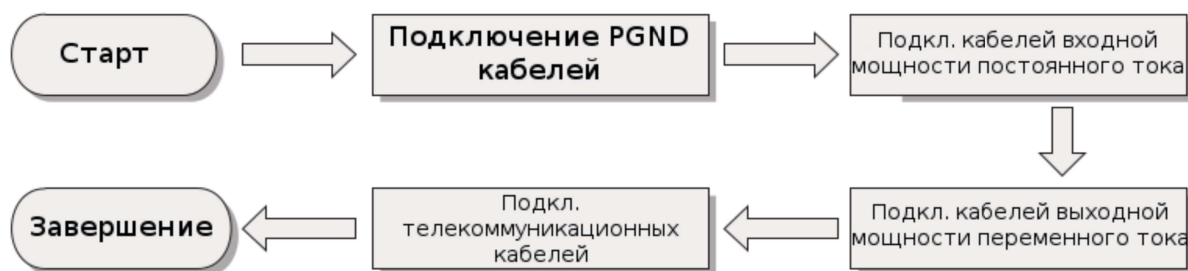 Старт
Подключение PGND
кабелей
Подкл. кабелей входной
мощности постоянного тока
Подкл. кабелей выходной
мощности переменного тока
Подкл.
телекоммуникационных
кабелей
Завершение